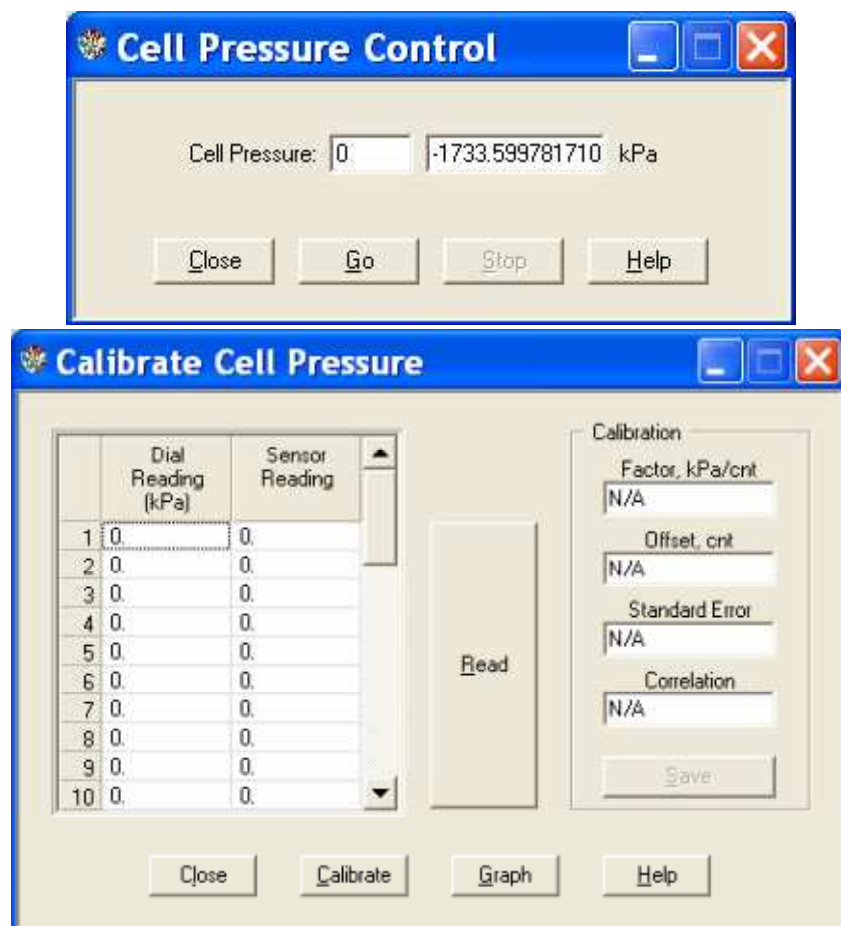 Cell Pressure Control
Cell Pressure: 0 -1733.599781710 kPa
Close Go Stop Help
Calibrate Cell Pressure
Dial Reading (kPa) Sensor Reading
1 0. 0.
2 0. 0.
3 0. 0.
4 0. 0.
5 0. 0.
6 0. 0.
7 0. 0.
8 0. 0.
9 0. 0.
10 0. 0.
Read
Calibration
Factor, kPa/cnt
N/A
Offset, cnt
N/A
Standard Error
N/A
Correlation
N/A
Save
Close Calibrate Graph Help